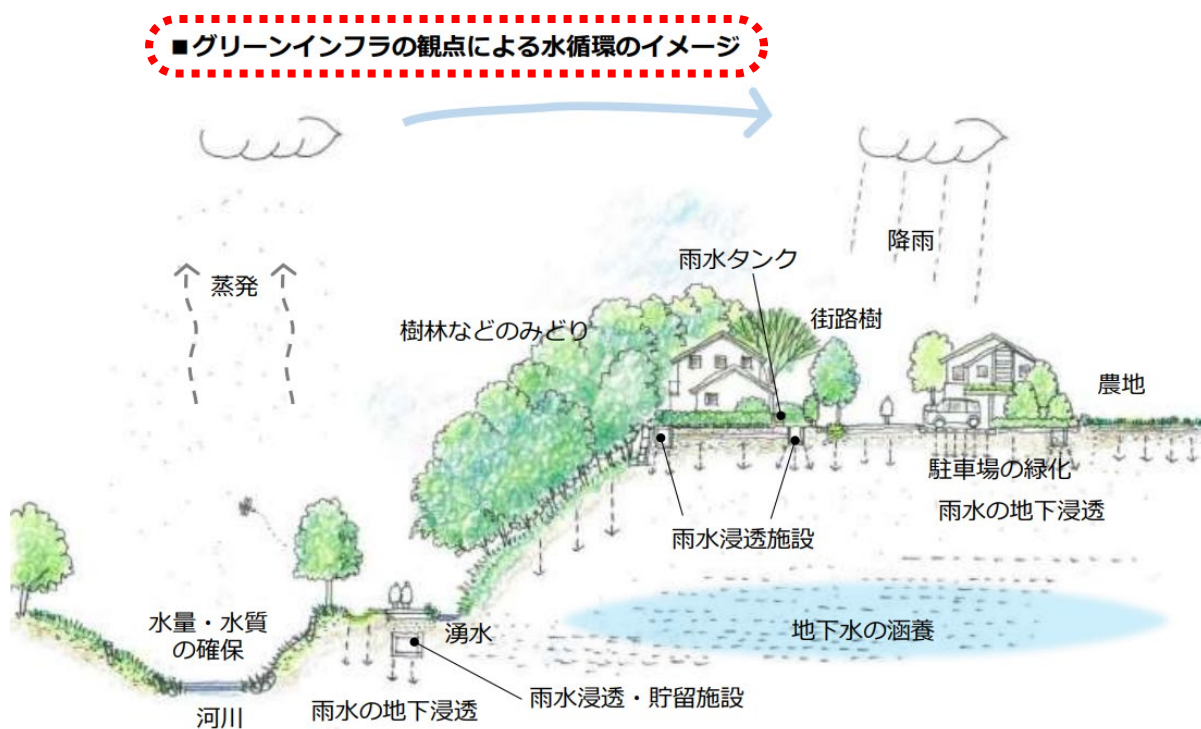 ■グリーンインフラの観点による水循環のイメージ
降雨
雨水タンク
蒸発
街路樹
樹林などのみどり
農地
駐車場の緑化
雨水の地下浸透
雨水浸透施設
水量・水質
の確保
湧水
地下水の涵養
雨水浸透・貯留施設
雨水の地下浸透
河川